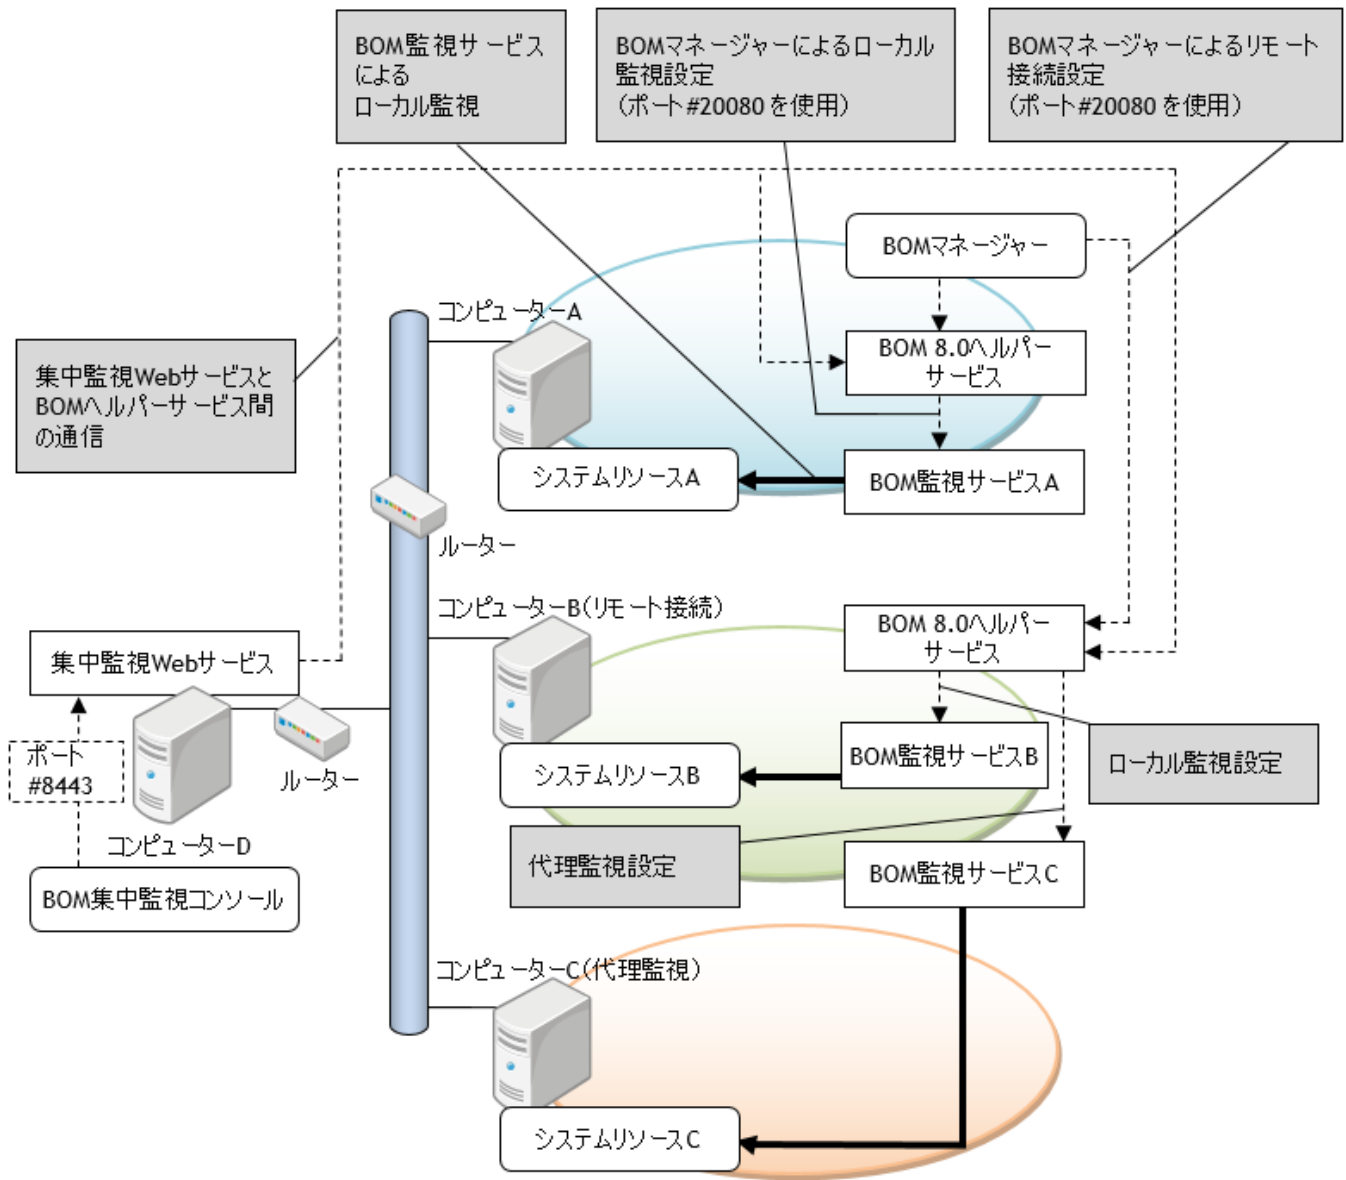 BOM監視サービス
による
ローカル監視
BOMマネージャーによるローカル
監視設定
(ポート#20080 を使用)
BOMマネージャーによるリモート
接続設定
(ポート#20080 を使用)
BOMマネージャー
コンピューターA
BOM 8.0ヘルパー
サービス
集中監視Webサービスと
BOMヘルパーサービス間
の通信
システムリソースA
BOM監視サービスA
ルーター
コンピューターB(リモート接続)
BOM 8.0ヘルパー
サービス
集中監視Webサービス
ポート
#8443
ルーター
システムリソースB
BOM監視サービスB
ローカル監視設定
コンピューターD
代理監視設定
BOM監視サービスC
BOM集中監視コンソール
コンピューターC(代理監視)
システムリソースC